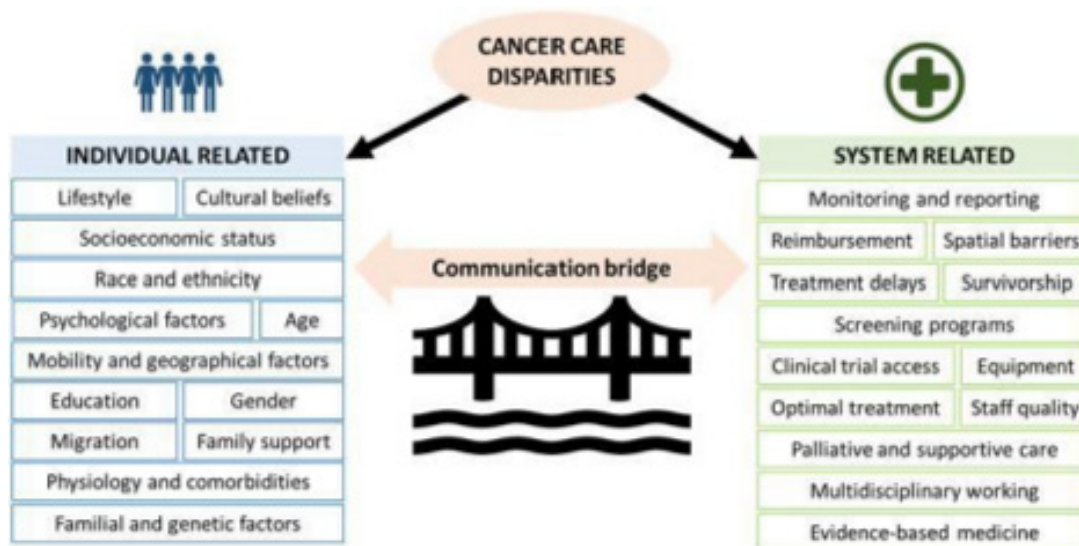 CANCER CARE
DISPARITIES
INDIVIDUAL RELATED
Lifestyle
Cultural beliefs
Socioeconomic status
Race and ethnicity
Psychological factors
Age
Mobility and geographical factors
Education
Gender
Migration
Family support
Physiology and comorbidities
Familial and genetic factors
Communication bridge
SYSTEM RELATED
Monitoring and reporting
Reimbursement
Spatial barriers
Treatment delays
Survivorship
Screening programs
Clinical trial access
Equipment
Optimal treatment
Staff quality
Palliative and supportive care
Multidisciplinary working
Evidence-based medicine